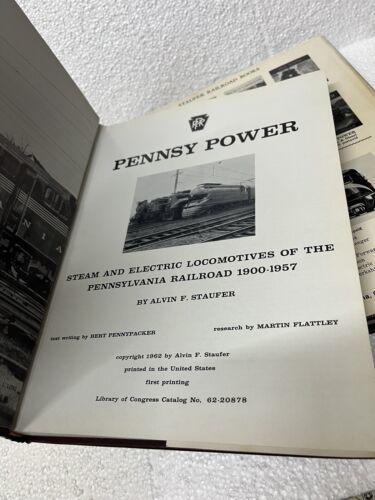 PRR
PENNSY POWER
STEAM AND ELECTRIC LOCOMOTIVES OF THE
PENNSYLVANIA RAILROAD 1900-1957
BY ALVIN F. STAUFER
text writing by BERT PENNYPACKER
research by MARTIN FLATTLEY
copyright 1962 by Alvin F. Staufer
printed in the United States
first printing
Library of Congress Catalog No. 62-20878
STAUFER RAILROAD BOOKS
POWER